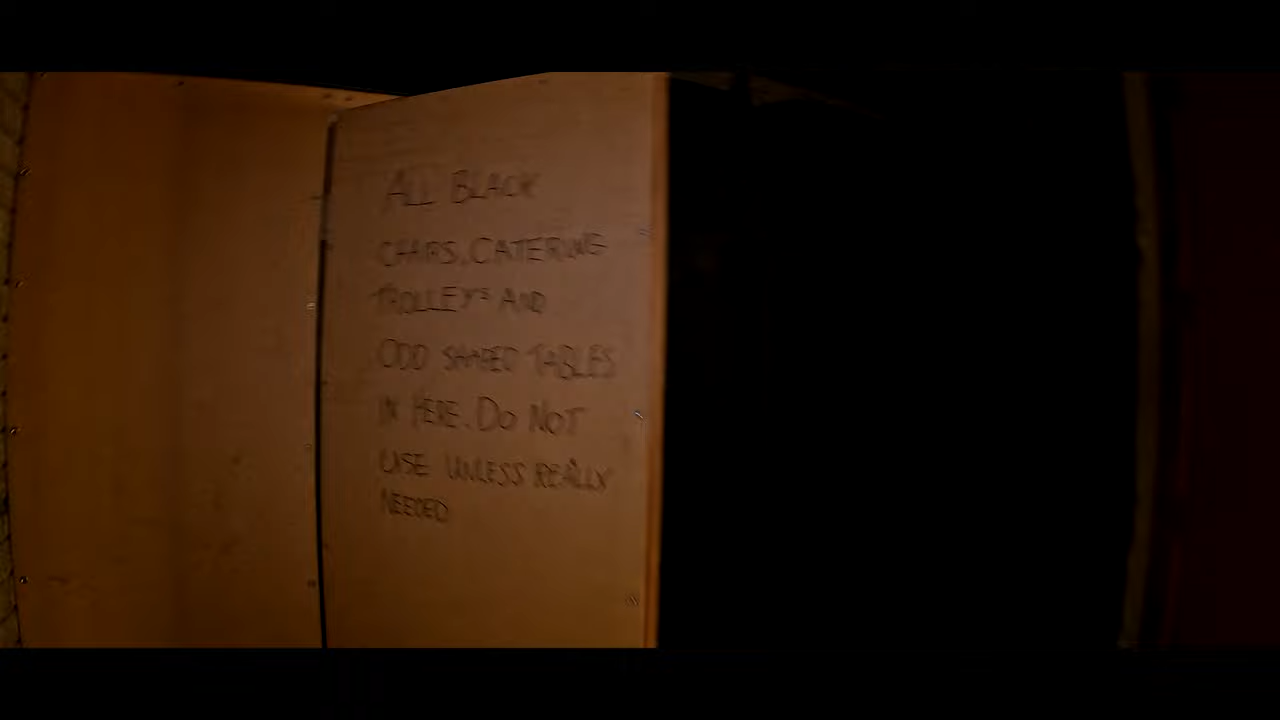 ALL BLACK
CHAIRS, CATERING
TROLLEYS AND
ODD SHAPED TABLES
IN HERE. DO NOT
USE UNLESS REALLY
NEEDED